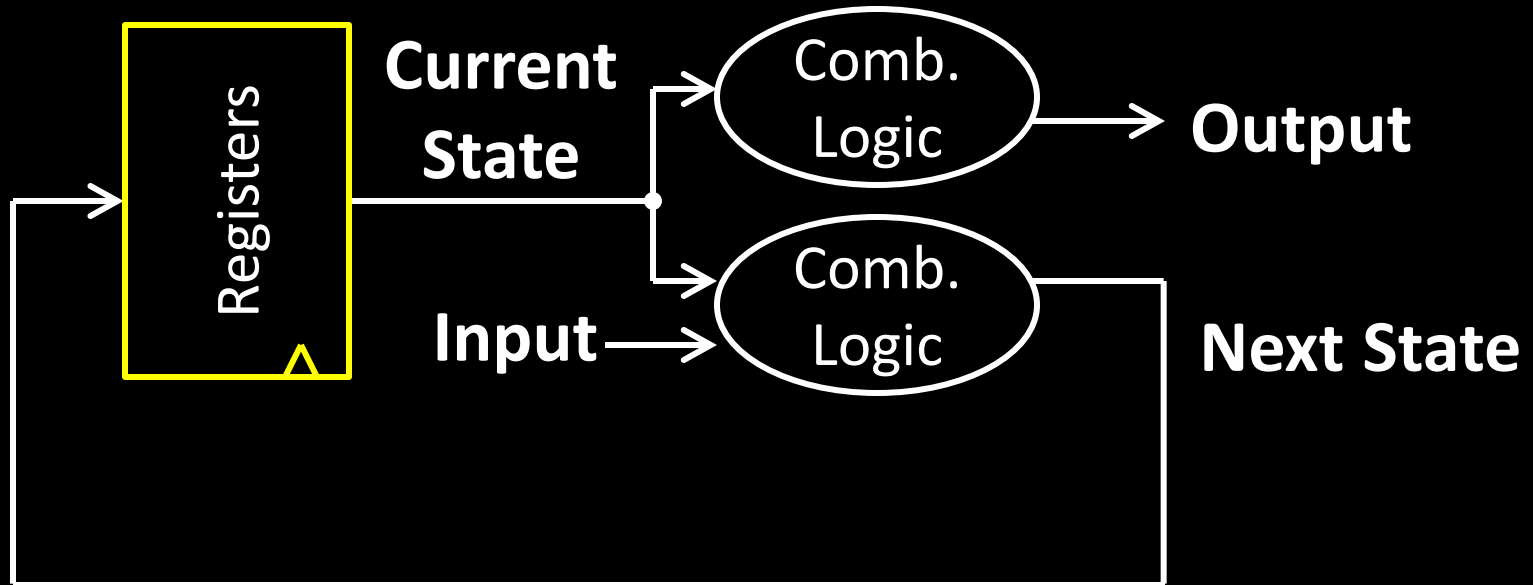 Registers
Current
State
Comb.
Logic
Output
Input
Comb.
Logic
Next State